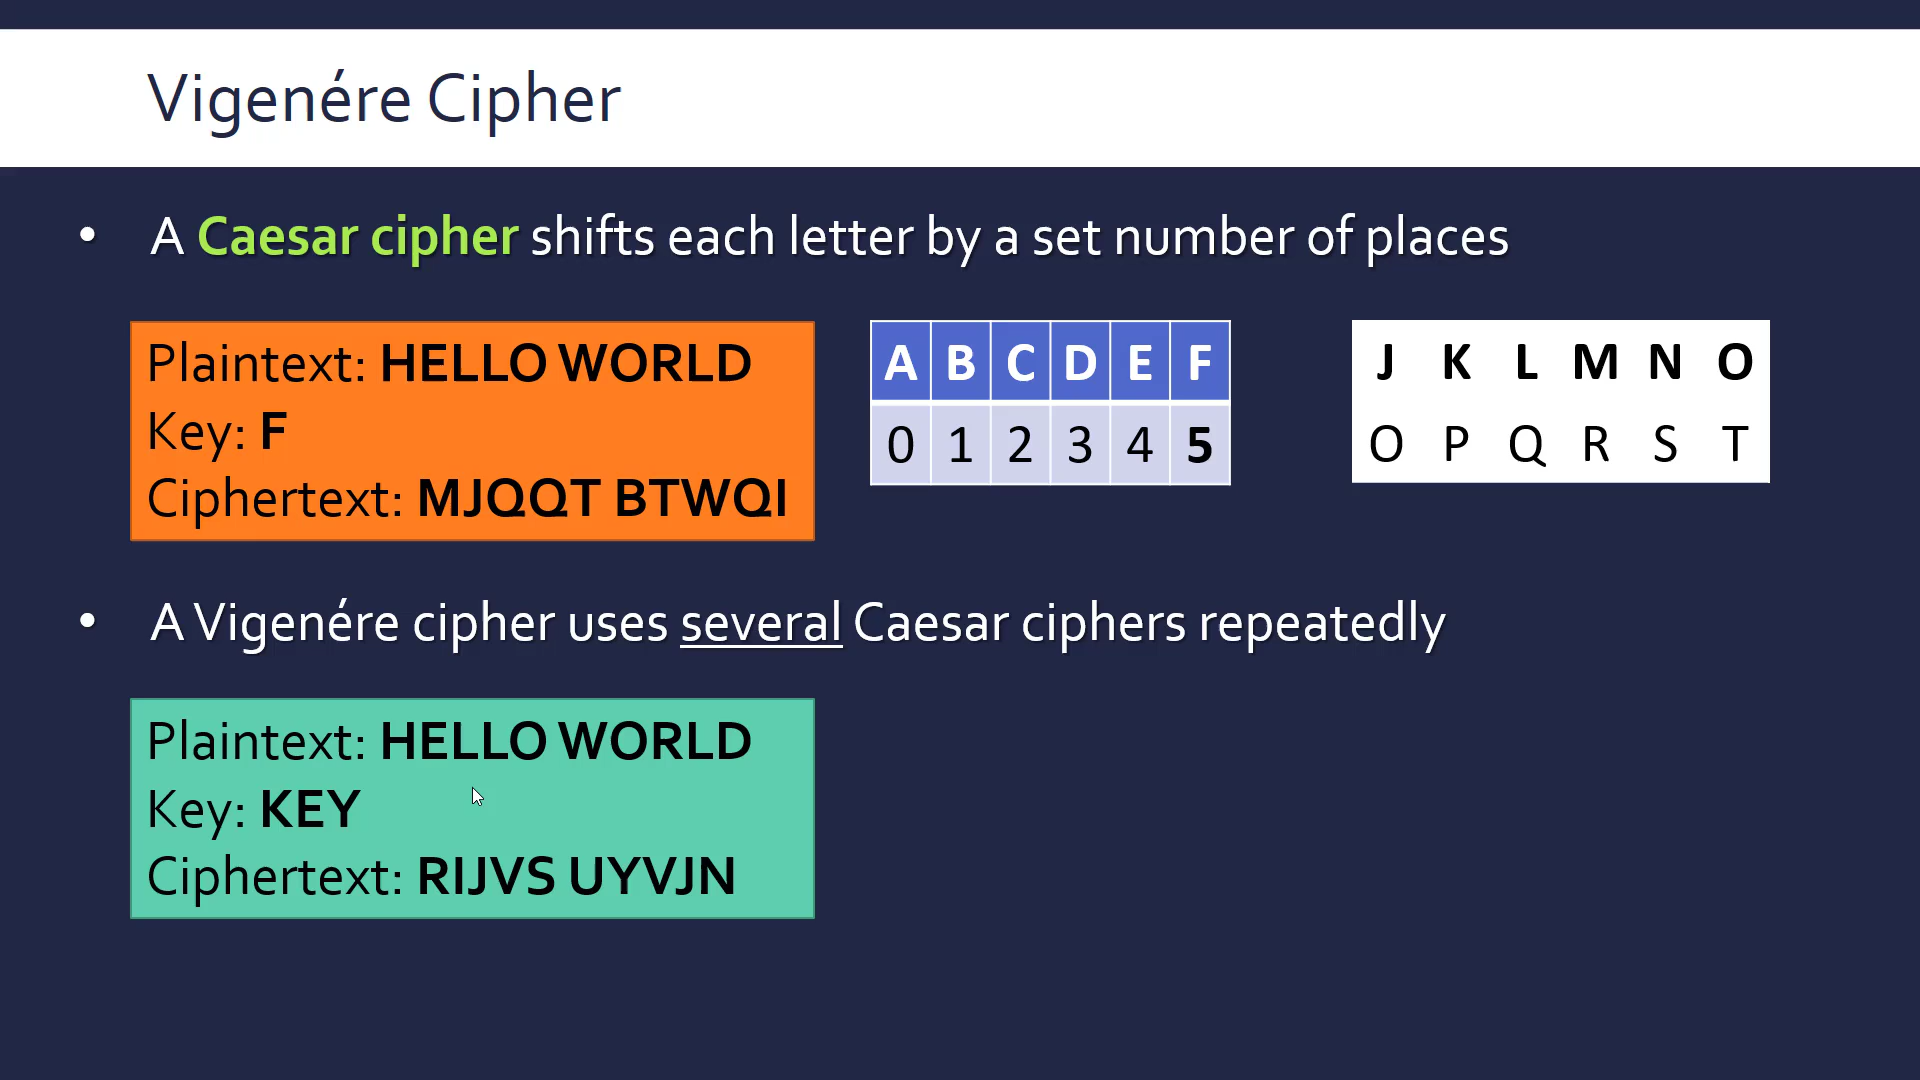 Vigenére Cipher
• A Caesar cipher shifts each letter by a set number of places
Plaintext: HELLO WORLD
Key: F
Ciphertext: MJQQT BTWQI
A B C D E F
0 1 2 3 4 5
J K L M N O
O P Q R S T
• A Vigenére cipher uses several Caesar ciphers repeatedly
Plaintext: HELLO WORLD
Key: KEY
Ciphertext: RIJVS UYVJN